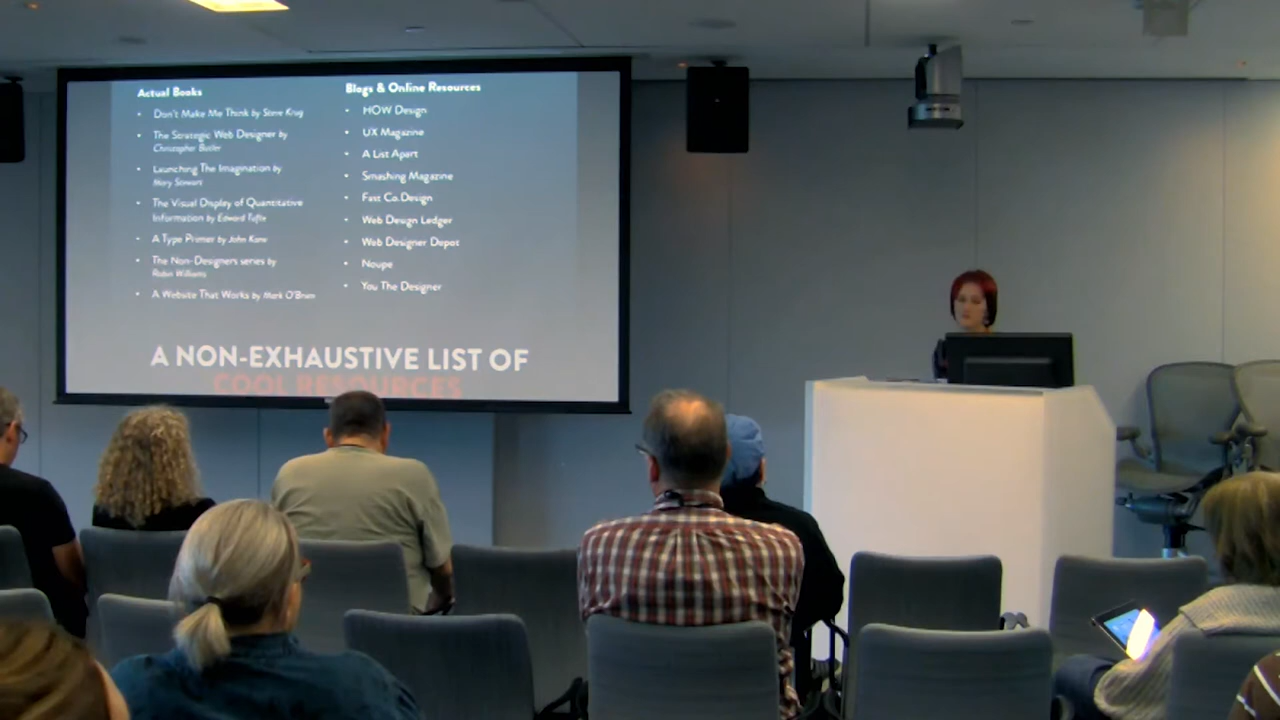 Actual Books
• Don't Make Me Think by Steve Krug
• The Strategic Web Designer by
Christopher Butler
• Launching The Imagination by
Mary Stewart
• The Visual Display of Quantitative
Information by Edward Tufte
• A Type Primer by John Kane
• The Non-Designers series by
Robin Williams
• A Website That Works by Mark O'Brien
Blogs & Online Resources
• HOW Design
• UX Magazine
• A List Apart
• Smashing Magazine
• Fast Co.Design
• Web Design Ledger
• Web Designer Depot
• Noupe
• You The Designer
A NON-EXHAUSTIVE LIST OF
COOL RESOURCES